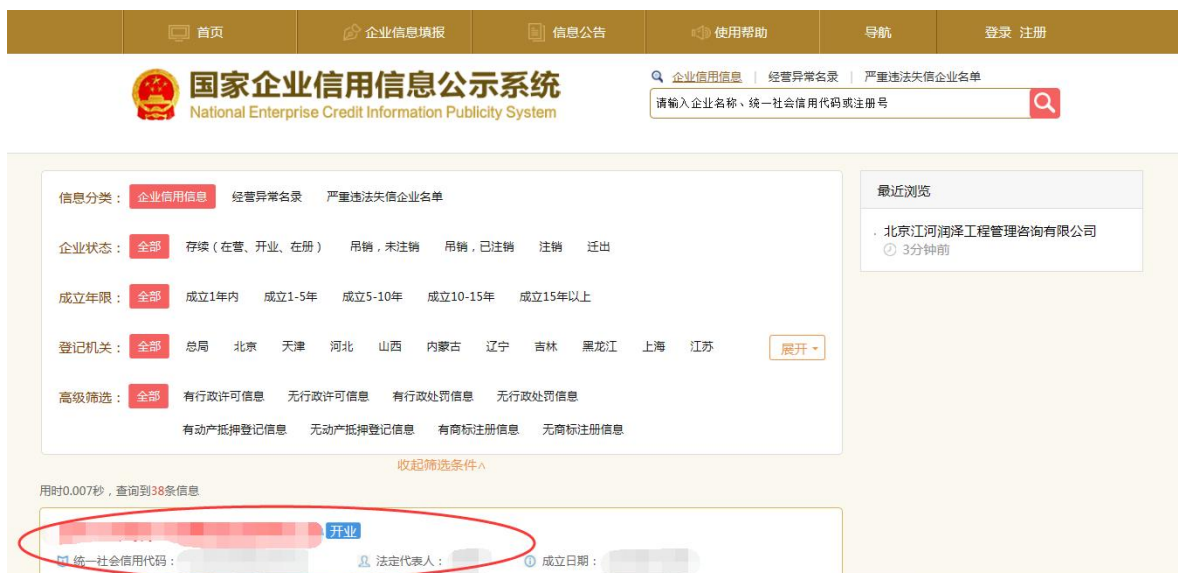 首页 企业信息填报 信息公告 使用帮助 导航 登录 注册
国家企业信用信息公示系统
National Enterprise Credit Information Publicity System
企业信用信息 | 经营异常名录 | 严重违法失信企业名单
请输入企业名称、统一社会信用代码或注册号
信息分类： 企业信用信息 经营异常名录 严重违法失信企业名单
企业状态： 全部 存续（在营、开业、在册） 吊销，未注销 吊销，已注销 注销 迁出
成立年限： 全部 成立1年内 成立1-5年 成立5-10年 成立10-15年 成立15年以上
登记机关： 全部 总局 北京 天津 河北 山西 内蒙古 辽宁 吉林 黑龙江 上海 江苏 展开
高级筛选： 全部 有行政许可信息 无行政许可信息 有行政处罚信息 无行政处罚信息
有动产抵押登记信息 无动产抵押登记信息 有商标注册信息 无商标注册信息
收起筛选条件
最近浏览
北京江河润泽工程管理咨询有限公司
3分钟前
用时0.007秒，查询到38条信息
开业
统一社会信用代码： 法定代表人： 成立日期：